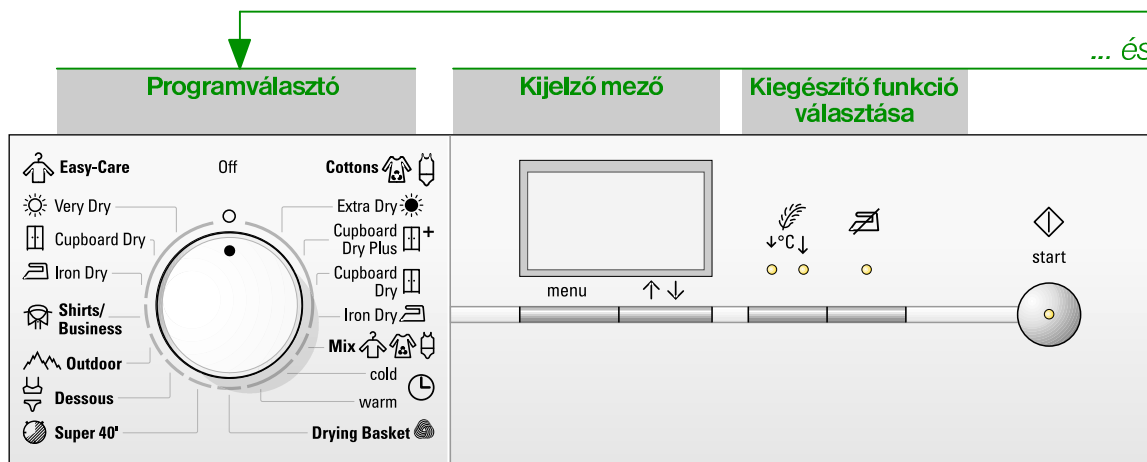 ... és
Programválasztó
Kijelző mező
Kiegészítő funkció
választása
Easy-Care
Off
Cottons
Very Dry
Cupboard Dry
Iron Dry
Shirts/
Business
Outdoor
Dessous
Super 40'
Extra Dry
Cupboard
Dry Plus
+
Cupboard
Dry
Iron Dry
Mix
cold
warm
Drying Basket
menu
↑ ↓
↓°C ↓
start